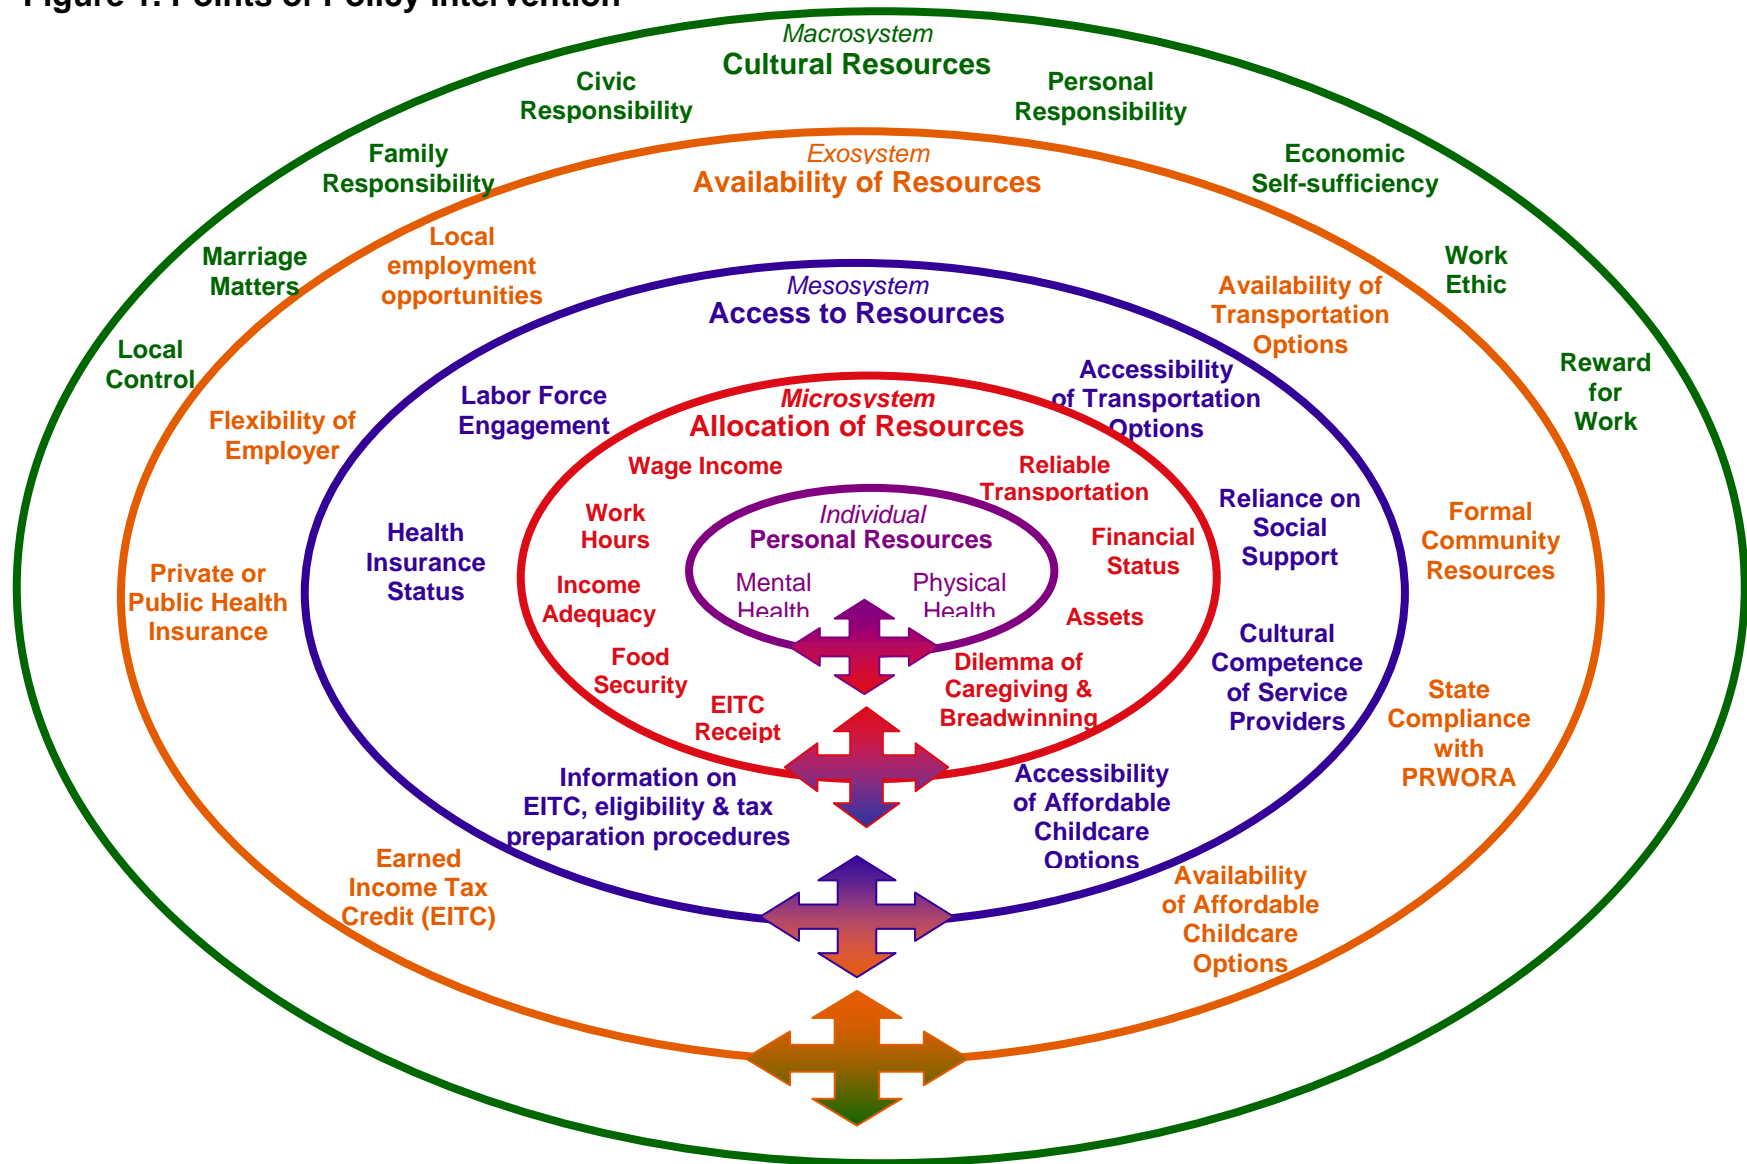 Figure 1. Points of Policy Intervention
Macrosystem
Cultural Resources
Civic
Responsibility
Personal
Responsibility
Family
Responsibility
Economic
Self-sufficiency
Marriage
Matters
Work
Ethic
Local
Control
Reward
for
Work
Exosystem
Availability of Resources
Local
employment
opportunities
Availability of
Transportation
Options
Flexibility of
Employer
Formal
Community
Resources
Private or
Public Health
Insurance
State
Compliance
with
PRWORA
Earned
Income Tax
Credit (EITC)
Availability
of Affordable
Childcare
Options
Mesosystem
Access to Resources
Labor Force
Engagement
Accessibility
of Transportation
Options
Health
Insurance
Status
Reliance on
Social
Support
Cultural
Competence
of Service
Providers
Information on
EITC, eligibility & tax
preparation procedures
Accessibility
of Affordable
Childcare
Options
Microsystem
Allocation of Resources
Wage Income
Reliable
Transportation
Work
Hours
Financial
Status
Income
Adequacy
Assets
Food
Security
Dilemma of
Caregiving &
Breadwinning
EITC
Receipt
Individual
Personal Resources
Mental
Health
Physical
Health